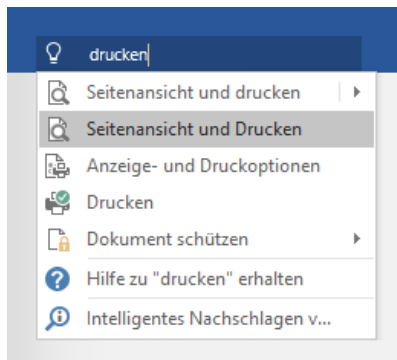 drucken
Seitenansicht und drucken
Seitenansicht und Drucken
Anzeige- und Druckoptionen
Drucken
Dokument schützen
Hilfe zu "drucken" erhalten
Intelligentes Nachschlagen v...